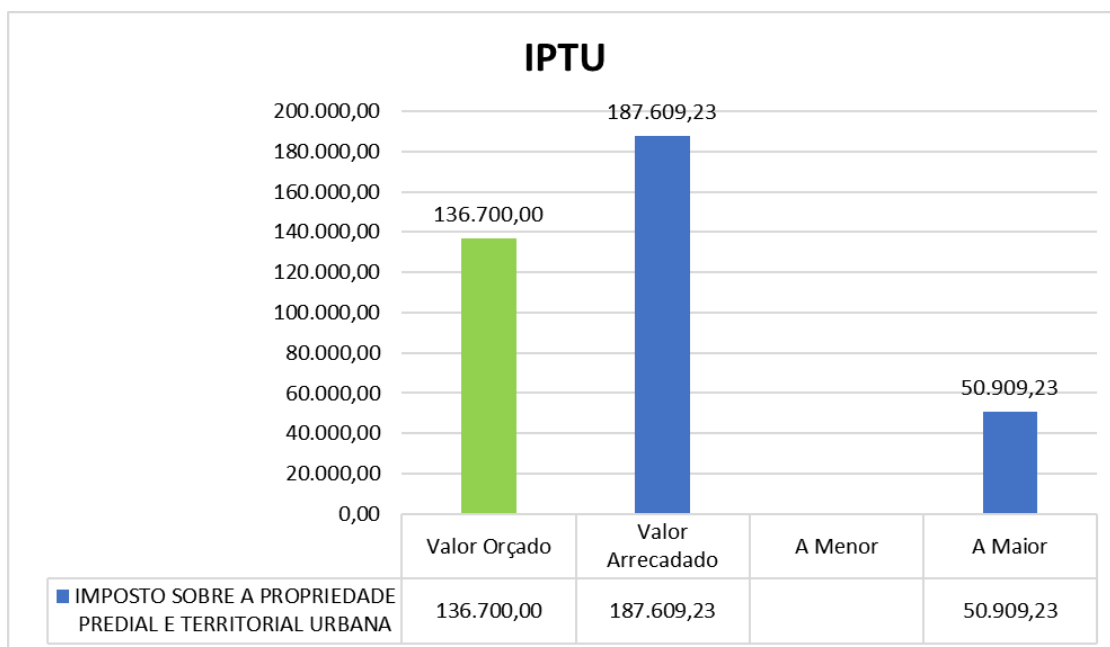 IPTU
200.000,00
180.000,00
160.000,00
140.000,00
120.000,00
100.000,00
80.000,00
60.000,00
40.000,00
20.000,00
0,00
136.700,00
187.609,23
50.909,23
Valor Orçado
Valor
Arrecadado
A Menor
A Maior
IMPOSTO SOBRE A PROPRIEDADE
PREDIAL E TERRITORIAL URBANA
136.700,00
187.609,23
50.909,23